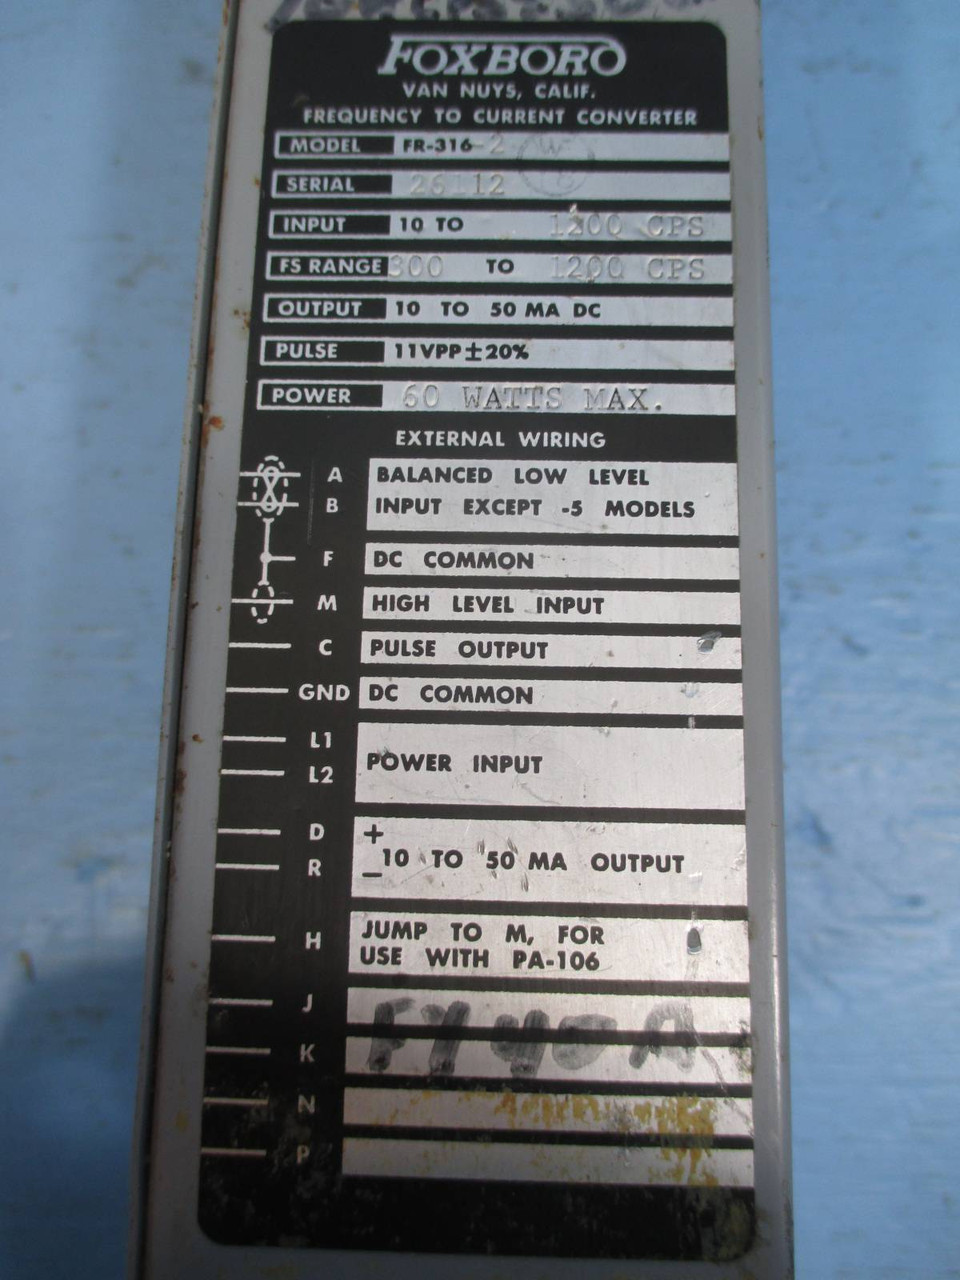 FOXBORO
VAN NUYS, CALIF.
FREQUENCY TO CURRENT CONVERTER
MODEL FR-316-2 W
SERIAL 26112
INPUT 10 TO 1200 CPS
FS RANGE 300 TO 1200 CPS
OUTPUT 10 TO 50 MA DC
PULSE 11VPP±20%
POWER 60 WATTS MAX.
EXTERNAL WIRING
A BALANCED LOW LEVEL
B INPUT EXCEPT -5 MODELS
F DC COMMON
M HIGH LEVEL INPUT
C PULSE OUTPUT
GND DC COMMON
L1
POWER INPUT
L2
D +
10 TO 50 MA OUTPUT
R −
H JUMP TO M, FOR
USE WITH PA-106
J
K
N
P